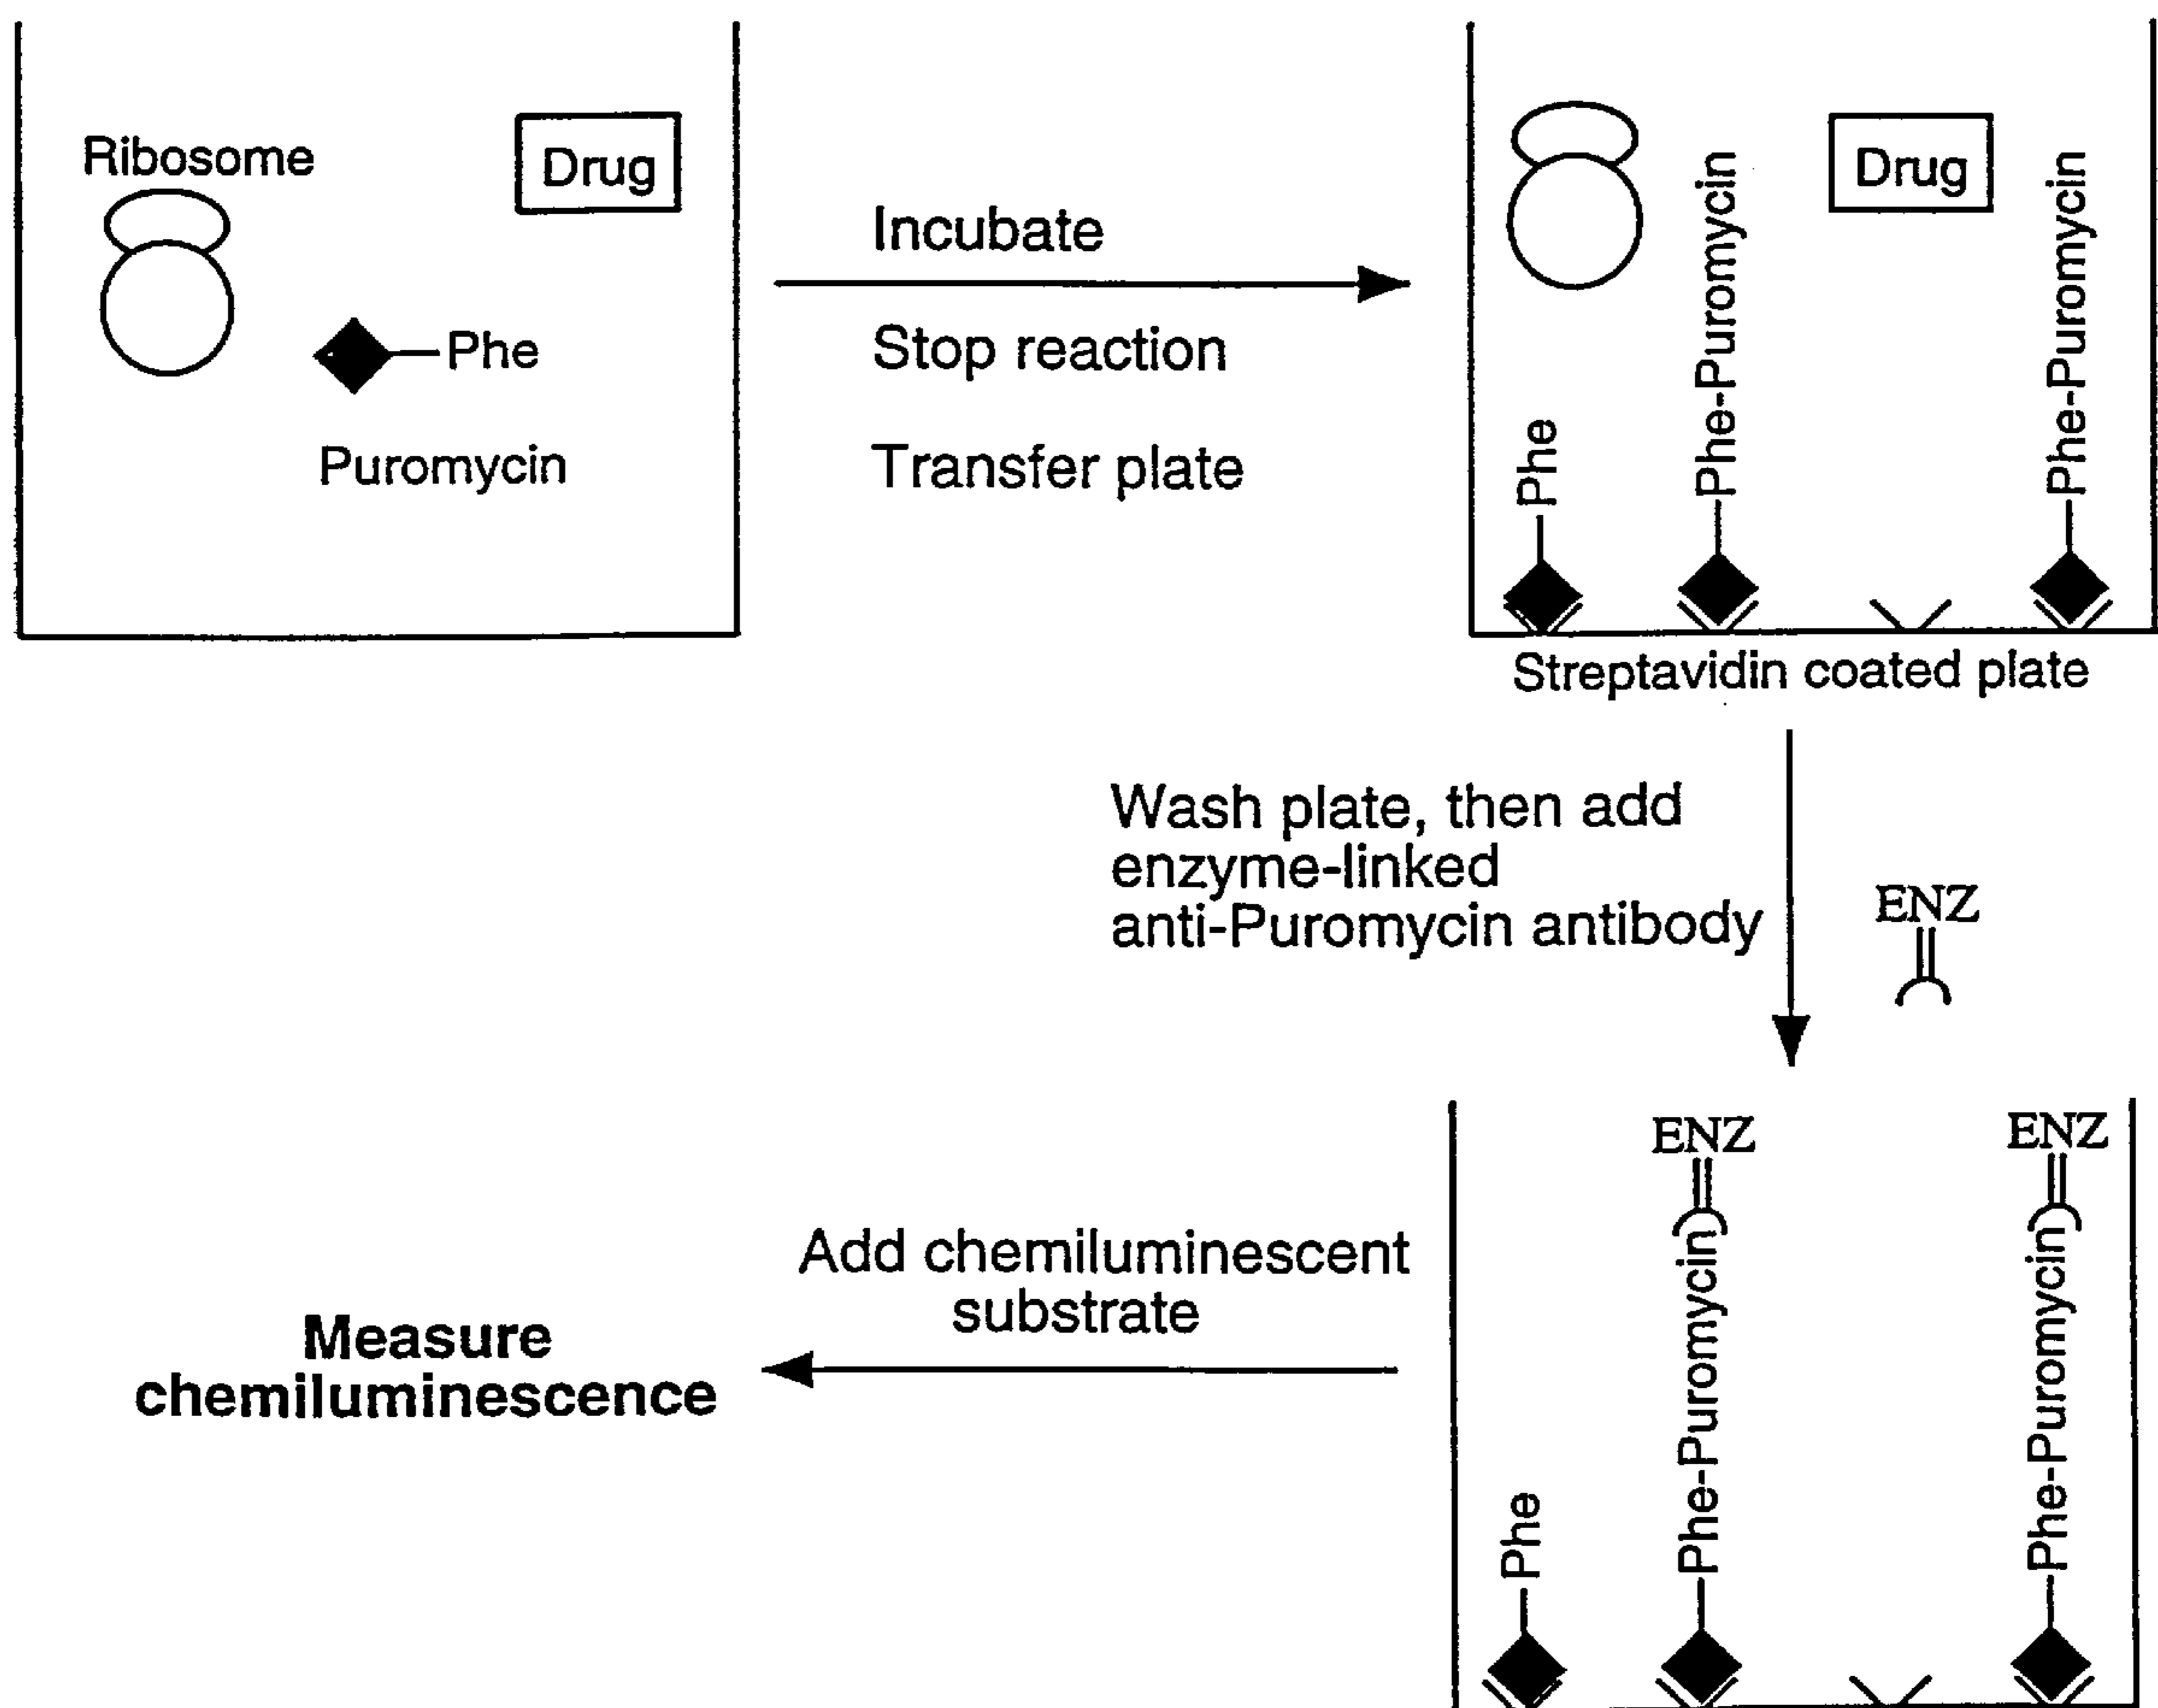 Ribosome
Drug
Phe
Puromycin
Incubate
Stop reaction
Transfer plate
Drug
Phe
Phe-Puromycin
Phe-Puromycin
Streptavidin coated plate
Wash plate, then add
enzyme-linked
anti-Puromycin antibody
ENZ
ENZ
ENZ
Phe
Phe-Puromycin
Phe-Puromycin
Add chemiluminescent
substrate
Measure
chemiluminescence